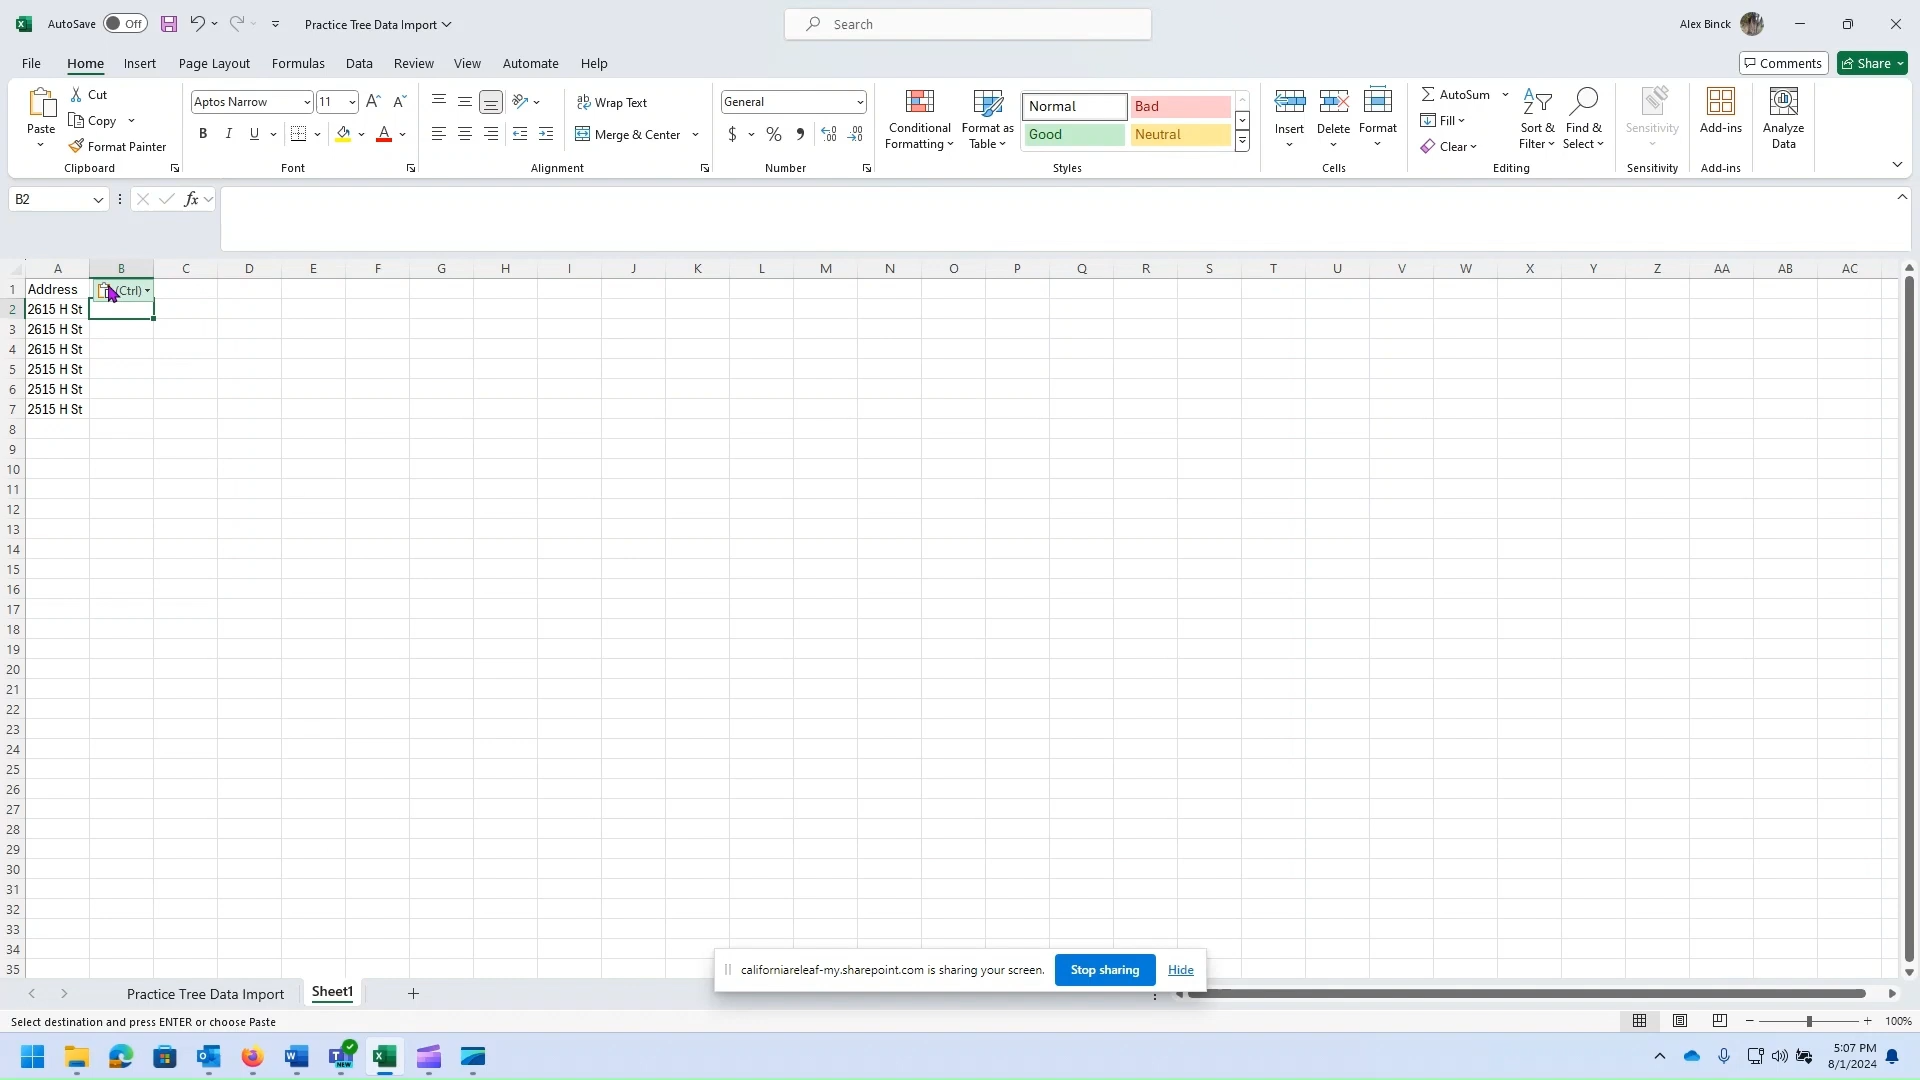 AutoSave Off Practice Tree Data Import Search Alex Binck
File Home Insert Page Layout Formulas Data Review View Automate Help Comments Share
Paste Cut Copy Format Painter Clipboard
Aptos Narrow 11 A A B I U A Font
Wrap Text Merge & Center Alignment
General $ % , Number
Conditional Formatting Format as Table Normal Bad Good Neutral Styles
Insert Delete Format Cells
AutoSum Fill Clear Sort & Filter Find & Select Editing
Sensitivity Sensitivity
Add-ins Add-ins
Analyze Data
B2 fx
A B C D E F G H I J K L M N O P Q R S T U V W X Y Z AA AB AC
1 Address (Ctrl)
2 2615 H St
3 2615 H St
4 2615 H St
5 2515 H St
6 2515 H St
7 2515 H St
8
9
10
11
12
13
14
15
16
17
18
19
20
21
22
23
24
25
26
27
28
29
30
31
32
33
34
35
californiareleaf-my.sharepoint.com is sharing your screen. Stop sharing Hide
Practice Tree Data Import Sheet1
Select destination and press ENTER or choose Paste 100%
5:07 PM
8/1/2024